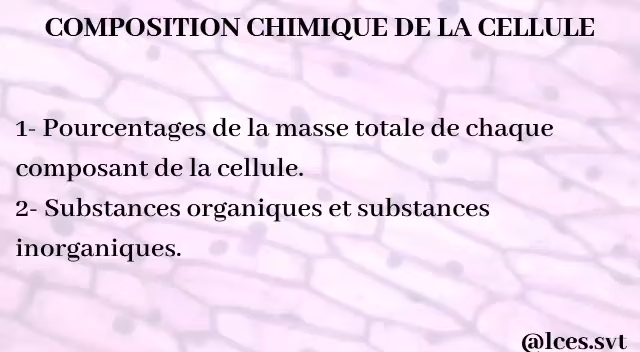 COMPOSITION CHIMIQUE DE LA CELLULE
1- Pourcentages de la masse totale de chaque
composant de la cellule.
2- Substances organiques et substances
inorganiques.
@lces.svt